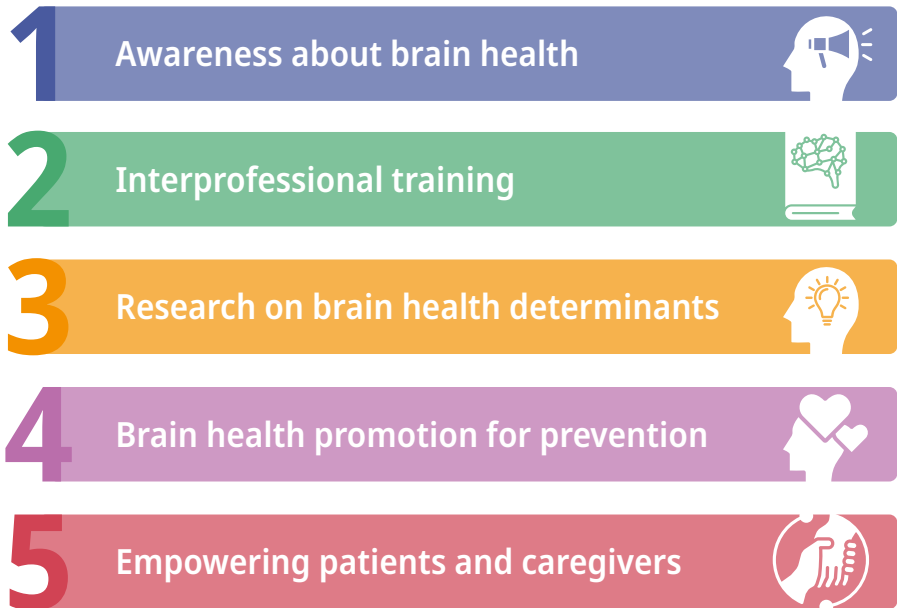 1 Awareness about brain health
2 Interprofessional training
3 Research on brain health determinants
4 Brain health promotion for prevention
5 Empowering patients and caregivers